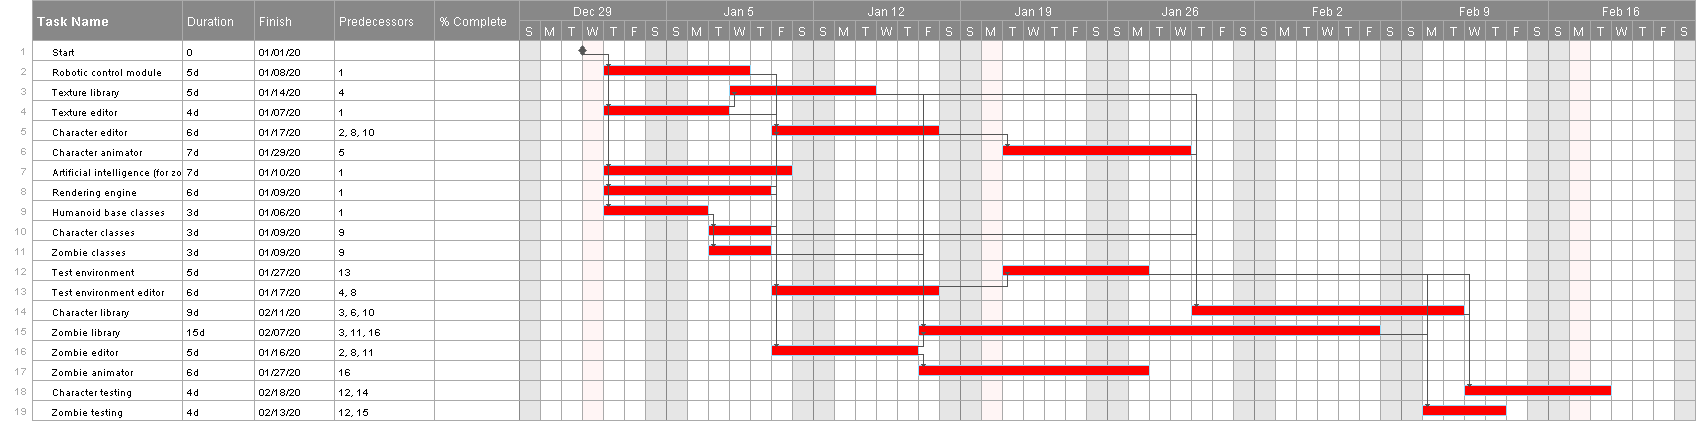 Task Name Duration Finish Predecessors % Complete Dec 29 Jan 5 Jan 12 Jan 19 Jan 26 Feb 2 Feb 9 Feb 16
S M T W T F S S M T W T F S S M T W T F S S M T W T F S S M T W T F S S M T W T F S S M T W T F S S M T W T F S
1 Start 0 01/01/20
2 Robotic control module 5d 01/08/20 1
3 Texture library 5d 01/14/20 4
4 Texture editor 4d 01/07/20 1
5 Character editor 6d 01/17/20 2, 8, 10
6 Character animator 7d 01/29/20 5
7 Artificial intelligence (for zo 7d 01/10/20 1
8 Rendering engine 6d 01/09/20 1
9 Humanoid base classes 3d 01/06/20 1
10 Character classes 3d 01/09/20 9
11 Zombie classes 3d 01/09/20 9
12 Test environment 5d 01/27/20 13
13 Test environment editor 6d 01/17/20 4, 8
14 Character library 9d 02/11/20 3, 6, 10
15 Zombie library 15d 02/07/20 3, 11, 16
16 Zombie editor 5d 01/16/20 2, 8, 11
17 Zombie animator 6d 01/27/20 16
18 Character testing 4d 02/18/20 12, 14
19 Zombie testing 4d 02/13/20 12, 15